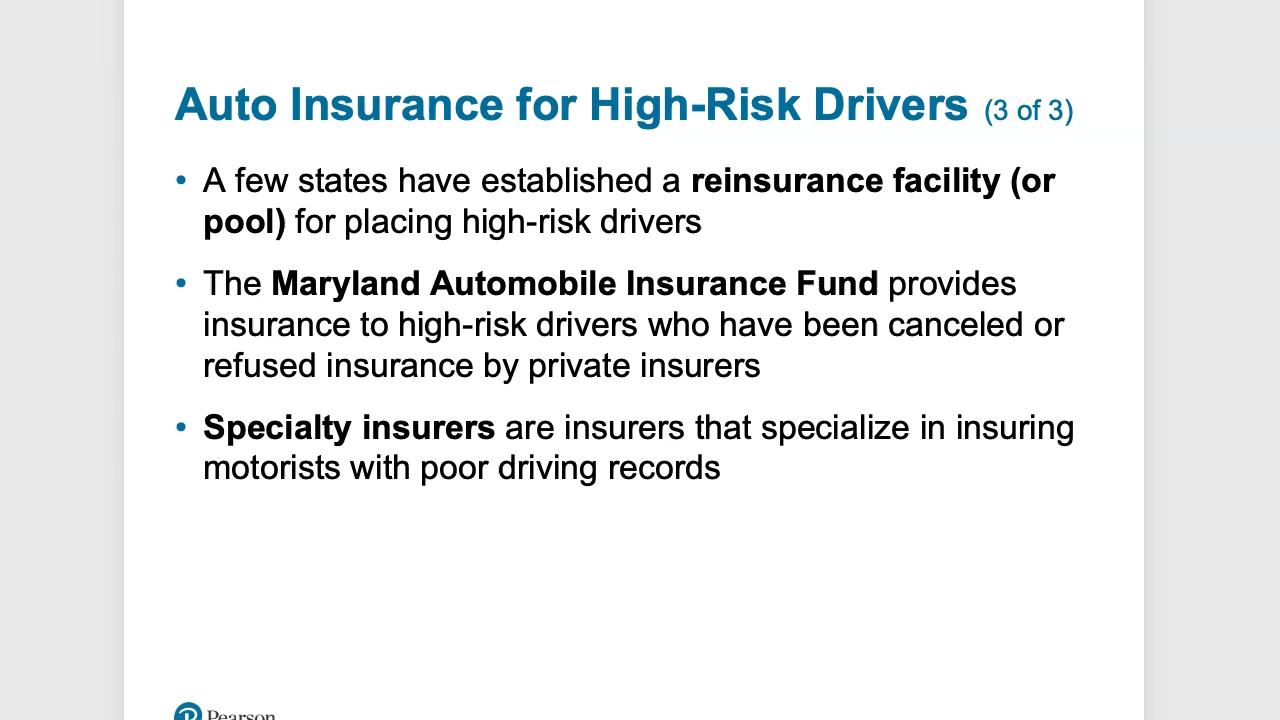 Auto Insurance for High-Risk Drivers (3 of 3)
• A few states have established a reinsurance facility (or
pool) for placing high-risk drivers
• The Maryland Automobile Insurance Fund provides
insurance to high-risk drivers who have been canceled or
refused insurance by private insurers
• Specialty insurers are insurers that specialize in insuring
motorists with poor driving records
Pearson